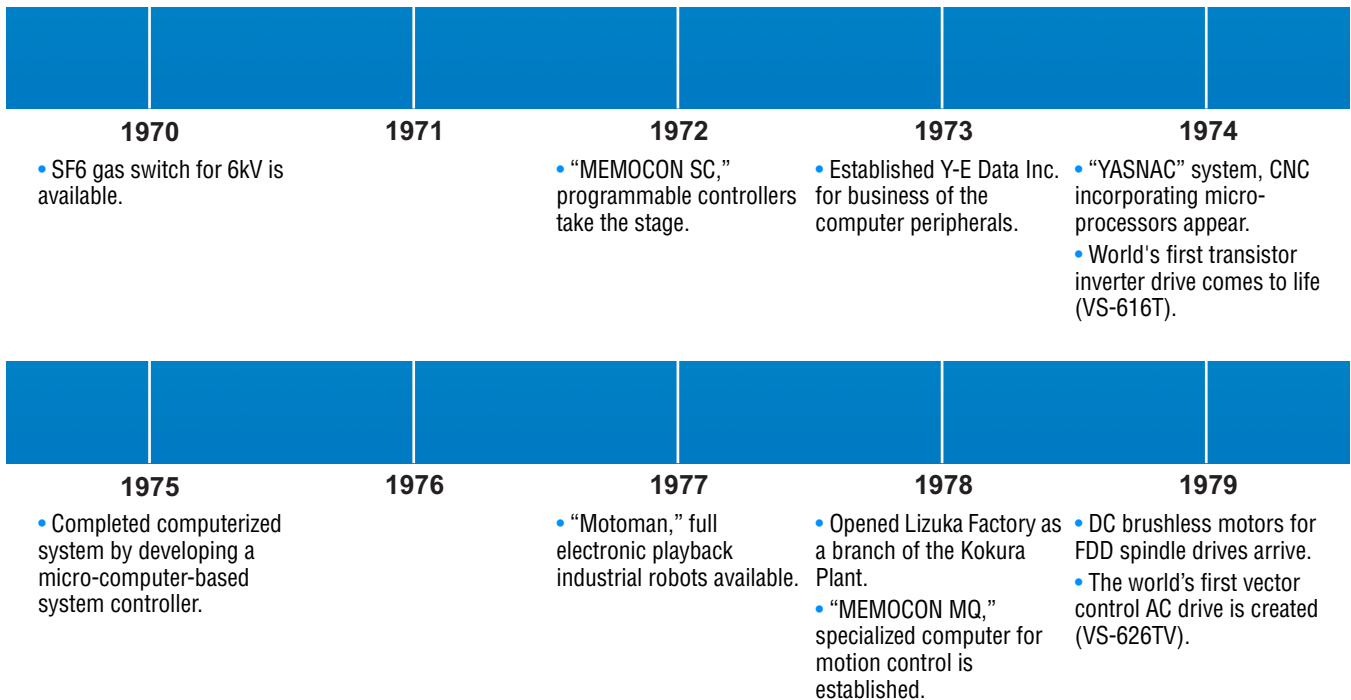 1970
• SF6 gas switch for 6kV is
available.
1971
1972
• “MEMOCON SC,”
programmable controllers
take the stage.
1973
• Established Y-E Data Inc.
for business of the
computer peripherals.
1974
• “YASNAC” system, CNC
incorporating micro-
processors appear.
• World's first transistor
inverter drive comes to life
(VS-616T).
1975
• Completed computerized
system by developing a
micro-computer-based
system controller.
1976
1977
• “Motoman,” full
electronic playback
industrial robots available.
1978
• Opened Lizuka Factory as
a branch of the Kokura
Plant.
• “MEMOCON MQ,”
specialized computer for
motion control is
established.
1979
• DC brushless motors for
FDD spindle drives arrive.
• The world’s first vector
control AC drive is created
(VS-626TV).